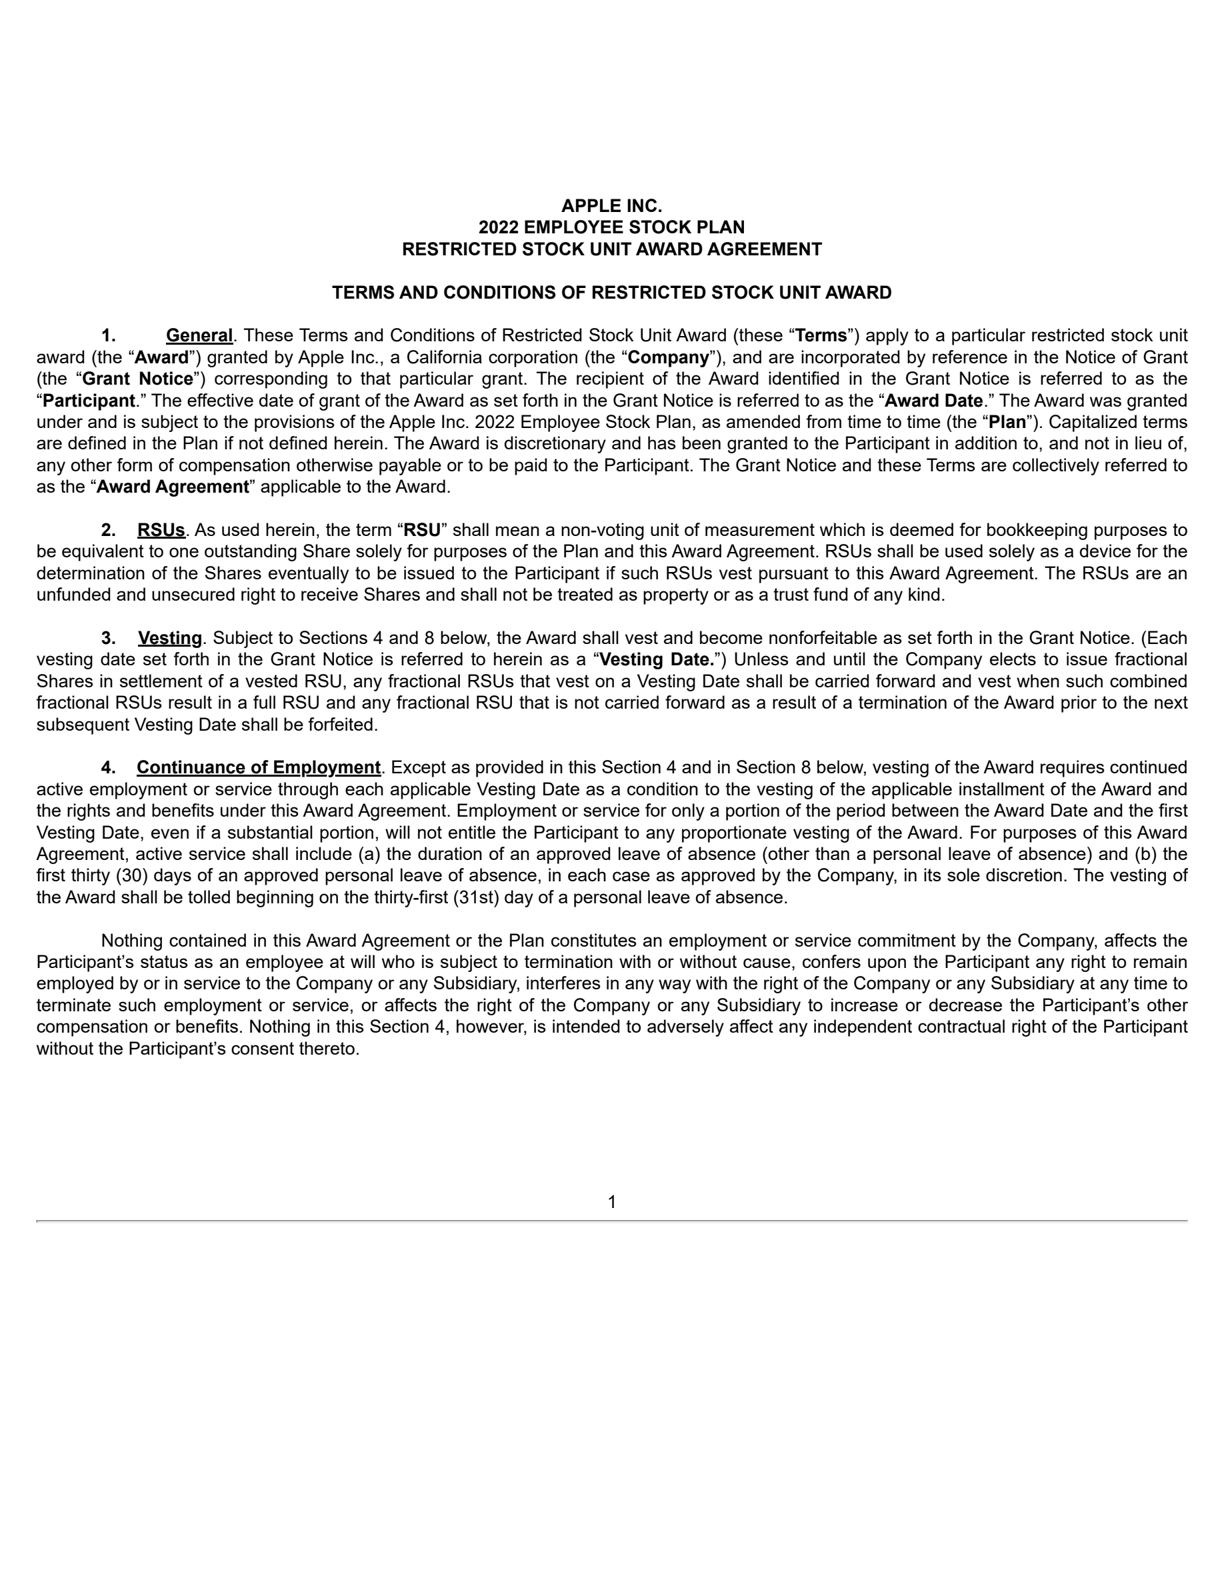 APPLE INC.
2022 EMPLOYEE STOCK PLAN
RESTRICTED STOCK UNIT AWARD AGREEMENT
TERMS AND CONDITIONS OF RESTRICTED STOCK UNIT AWARD
1. General. These Terms and Conditions of Restricted Stock Unit Award (these “Terms”) apply to a particular restricted stock unit
award (the “Award”) granted by Apple Inc., a California corporation (the “Company”), and are incorporated by reference in the Notice of Grant
(the “Grant Notice”) corresponding to that particular grant. The recipient of the Award identified in the Grant Notice is referred to as the
“Participant.” The effective date of grant of the Award as set forth in the Grant Notice is referred to as the “Award Date.” The Award was granted
under and is subject to the provisions of the Apple Inc. 2022 Employee Stock Plan, as amended from time to time (the “Plan”). Capitalized terms
are defined in the Plan if not defined herein. The Award is discretionary and has been granted to the Participant in addition to, and not in lieu of,
any other form of compensation otherwise payable or to be paid to the Participant. The Grant Notice and these Terms are collectively referred to
as the “Award Agreement” applicable to the Award.
2. RSUs. As used herein, the term “RSU” shall mean a non-voting unit of measurement which is deemed for bookkeeping purposes to
be equivalent to one outstanding Share solely for purposes of the Plan and this Award Agreement. RSUs shall be used solely as a device for the
determination of the Shares eventually to be issued to the Participant if such RSUs vest pursuant to this Award Agreement. The RSUs are an
unfunded and unsecured right to receive Shares and shall not be treated as property or as a trust fund of any kind.
3. Vesting. Subject to Sections 4 and 8 below, the Award shall vest and become nonforfeitable as set forth in the Grant Notice. (Each
vesting date set forth in the Grant Notice is referred to herein as a “Vesting Date.”) Unless and until the Company elects to issue fractional
Shares in settlement of a vested RSU, any fractional RSUs that vest on a Vesting Date shall be carried forward and vest when such combined
fractional RSUs result in a full RSU and any fractional RSU that is not carried forward as a result of a termination of the Award prior to the next
subsequent Vesting Date shall be forfeited.
4. Continuance of Employment. Except as provided in this Section 4 and in Section 8 below, vesting of the Award requires continued
active employment or service through each applicable Vesting Date as a condition to the vesting of the applicable installment of the Award and
the rights and benefits under this Award Agreement. Employment or service for only a portion of the period between the Award Date and the first
Vesting Date, even if a substantial portion, will not entitle the Participant to any proportionate vesting of the Award. For purposes of this Award
Agreement, active service shall include (a) the duration of an approved leave of absence (other than a personal leave of absence) and (b) the
first thirty (30) days of an approved personal leave of absence, in each case as approved by the Company, in its sole discretion. The vesting of
the Award shall be tolled beginning on the thirty-first (31st) day of a personal leave of absence.
Nothing contained in this Award Agreement or the Plan constitutes an employment or service commitment by the Company, affects the
Participant’s status as an employee at will who is subject to termination with or without cause, confers upon the Participant any right to remain
employed by or in service to the Company or any Subsidiary, interferes in any way with the right of the Company or any Subsidiary at any time to
terminate such employment or service, or affects the right of the Company or any Subsidiary to increase or decrease the Participant’s other
compensation or benefits. Nothing in this Section 4, however, is intended to adversely affect any independent contractual right of the Participant
without the Participant’s consent thereto.
1